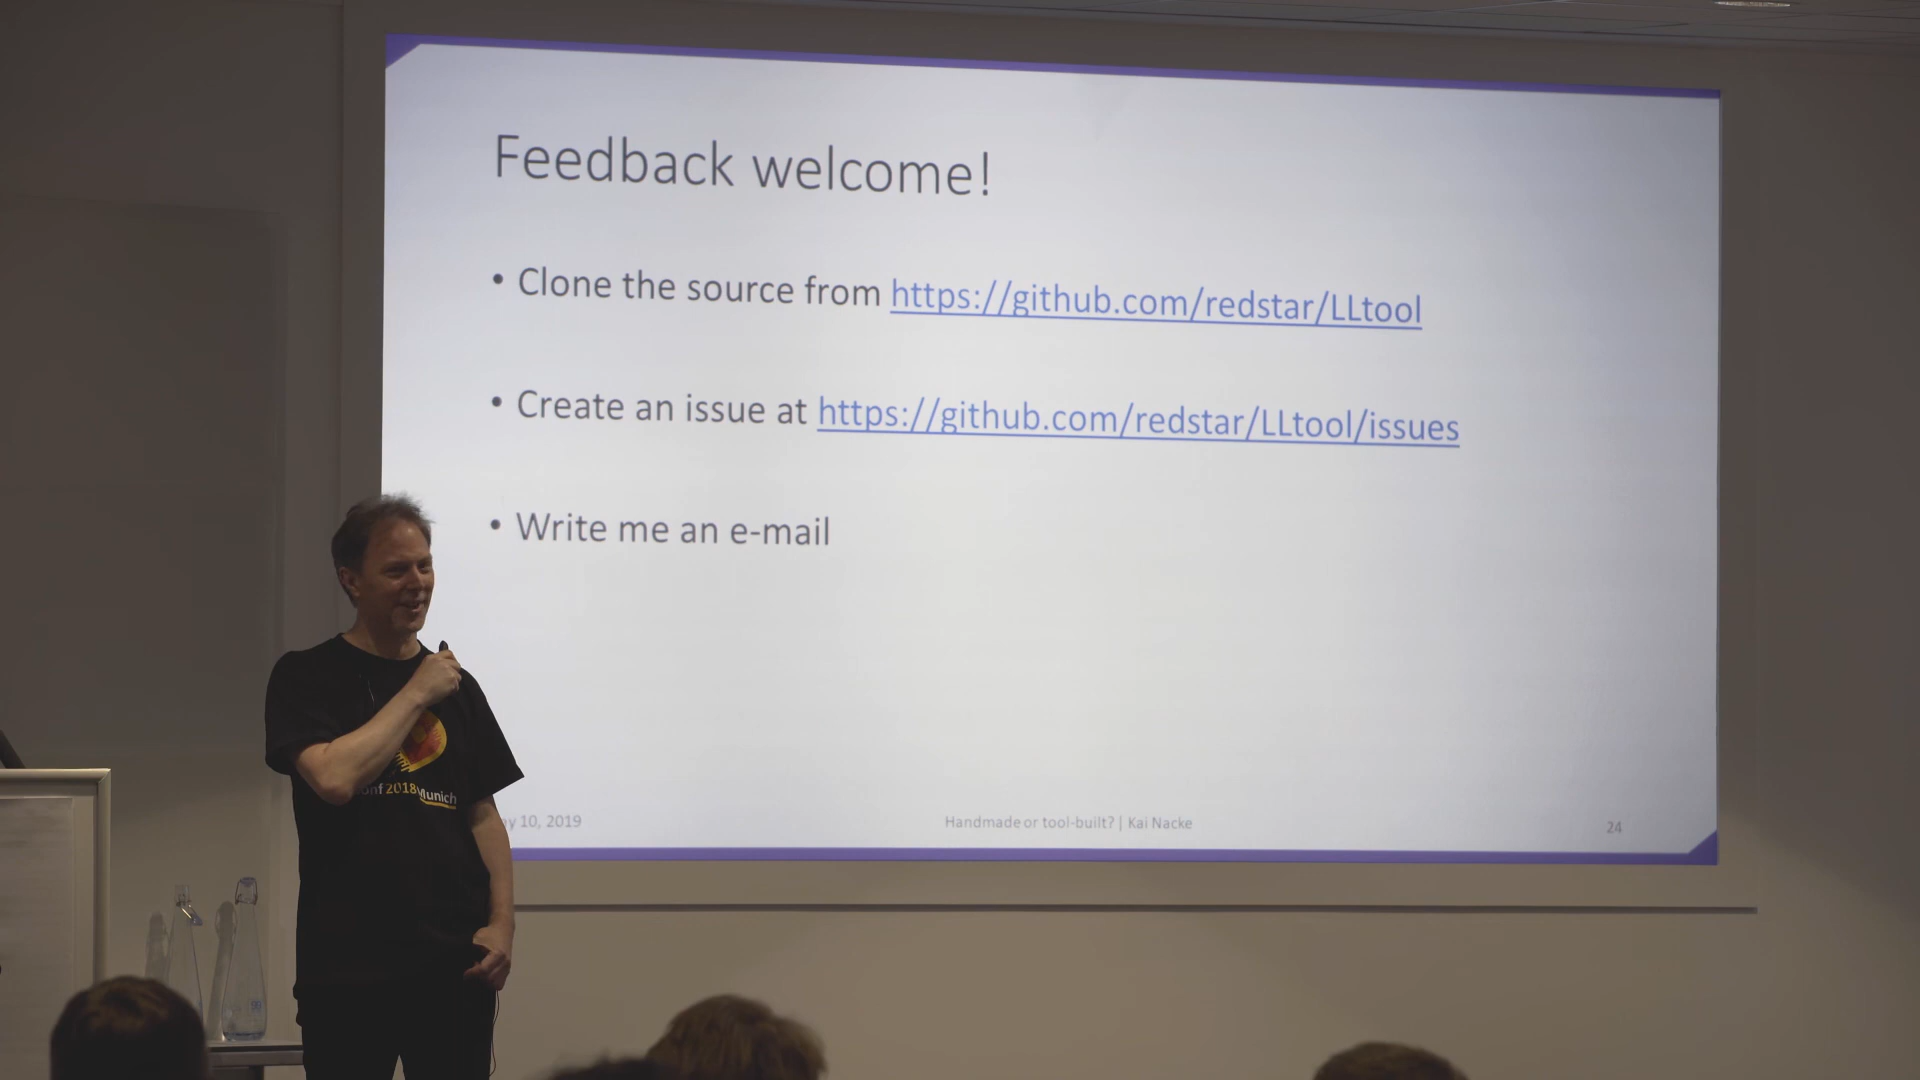 Feedback welcome!
• Clone the source from https://github.com/redstar/LLtool
• Create an issue at https://github.com/redstar/LLtool/issues
• Write me an e-mail
10, 2019
Handmade or tool-built? | Kai Nacke
24
2018 Munich